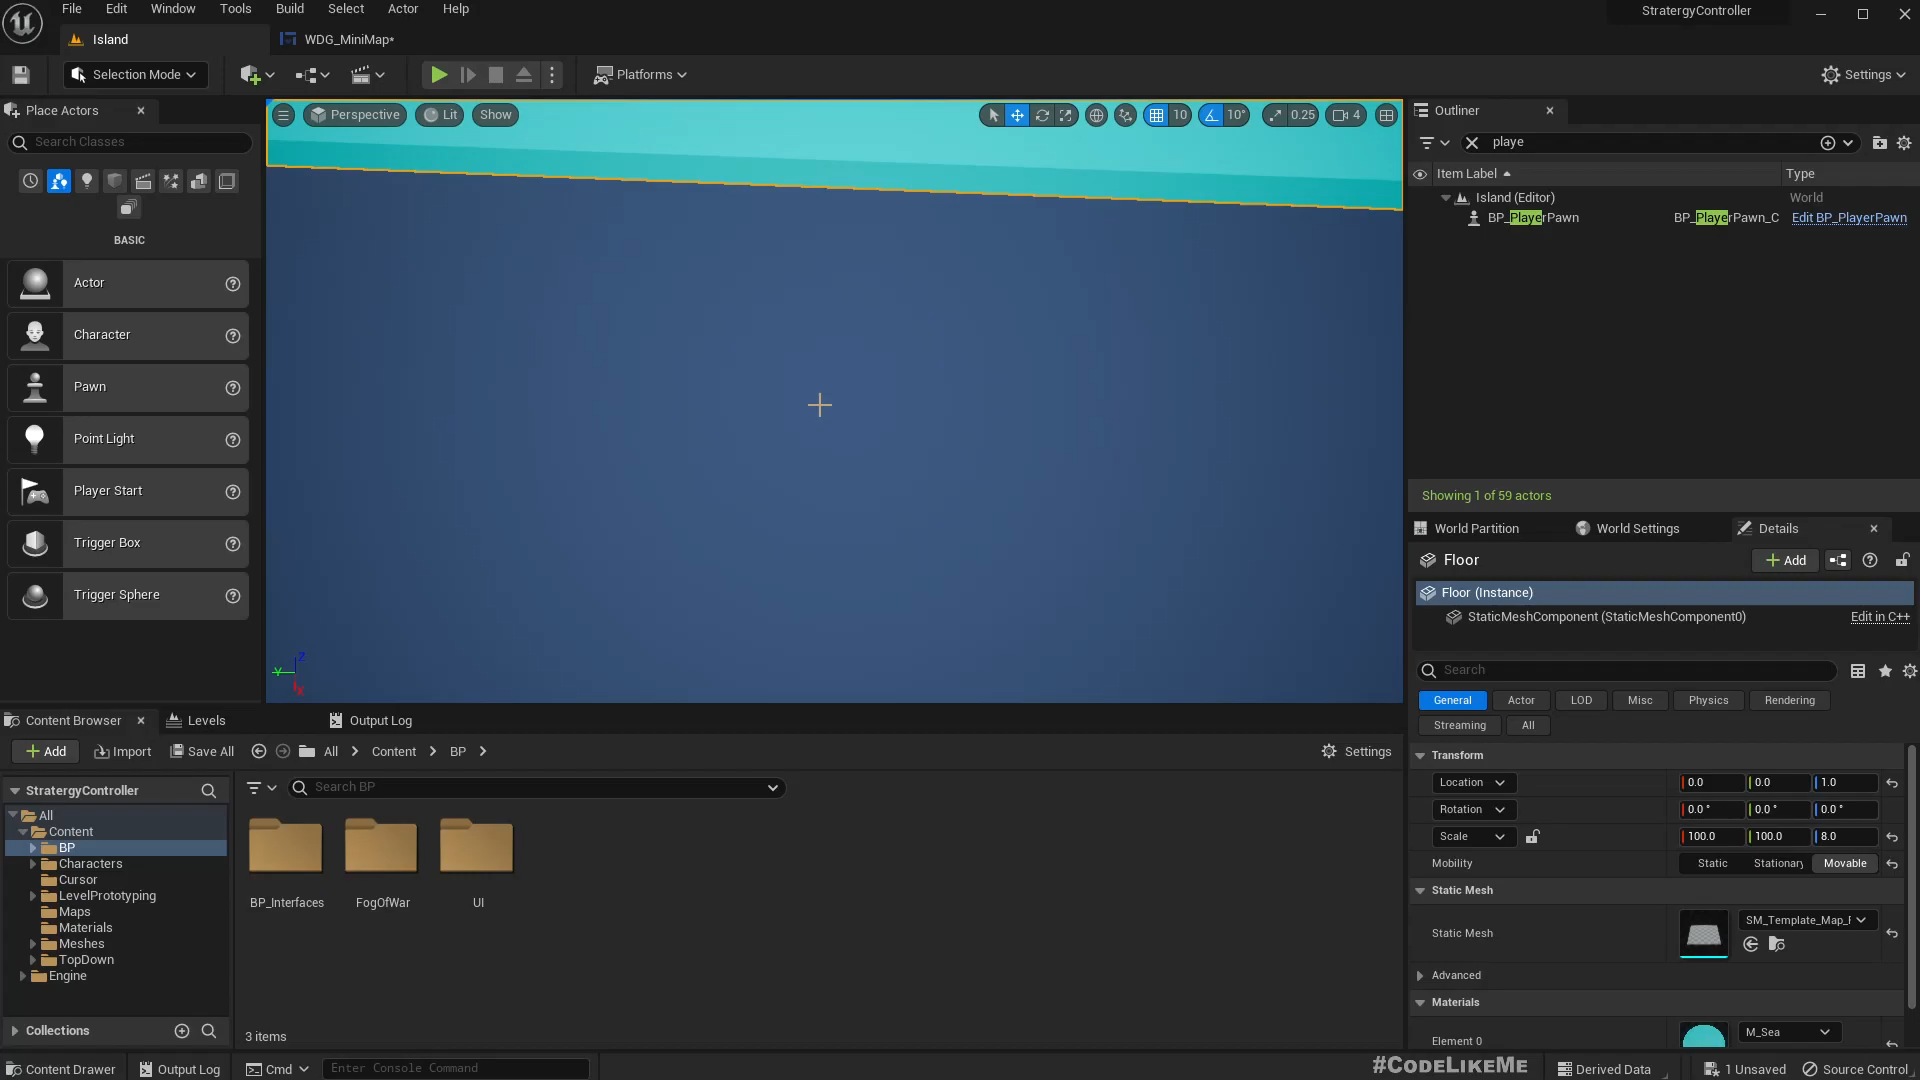 File Edit Window Tools Build Select Actor Help
StratergyController
Island
WDG_MiniMap*
Selection Mode
Platforms
Settings
Place Actors
Search Classes
BASIC
Actor
Character
Pawn
Point Light
Player Start
Trigger Box
Trigger Sphere
Perspective
Lit
Show
10
10°
0.25
4
Z
Y
X
Outliner
playe
Item Label
Type
Island (Editor)
World
BP_PlayerPawn
BP_PlayerPawn_C
Edit BP_PlayerPawn
Showing 1 of 59 actors
World Partition
World Settings
Details
Floor
Add
Floor (Instance)
StaticMeshComponent (StaticMeshComponent0)
Edit in C++
Search
General
Actor
LOD
Misc
Physics
Rendering
Streaming
All
Transform
Location
0.0
0.0
1.0
Rotation
0.0 °
0.0 °
0.0 °
Scale
100.0
100.0
8.0
Mobility
Static
Stationary
Movable
Static Mesh
Static Mesh
SM_Template_Map_F
Advanced
Materials
Element 0
M_Sea
Content Browser
Levels
Output Log
Add
Import
Save All
All
Content
BP
Settings
StratergyController
All
Content
BP
Characters
Cursor
LevelPrototyping
Maps
Materials
Meshes
TopDown
Engine
Collections
Search BP
BP_Interfaces
FogOfWar
UI
3 items
Content Drawer
Output Log
Cmd
Enter Console Command
#CodeLikeMe
Derived Data
1 Unsaved
Source Control